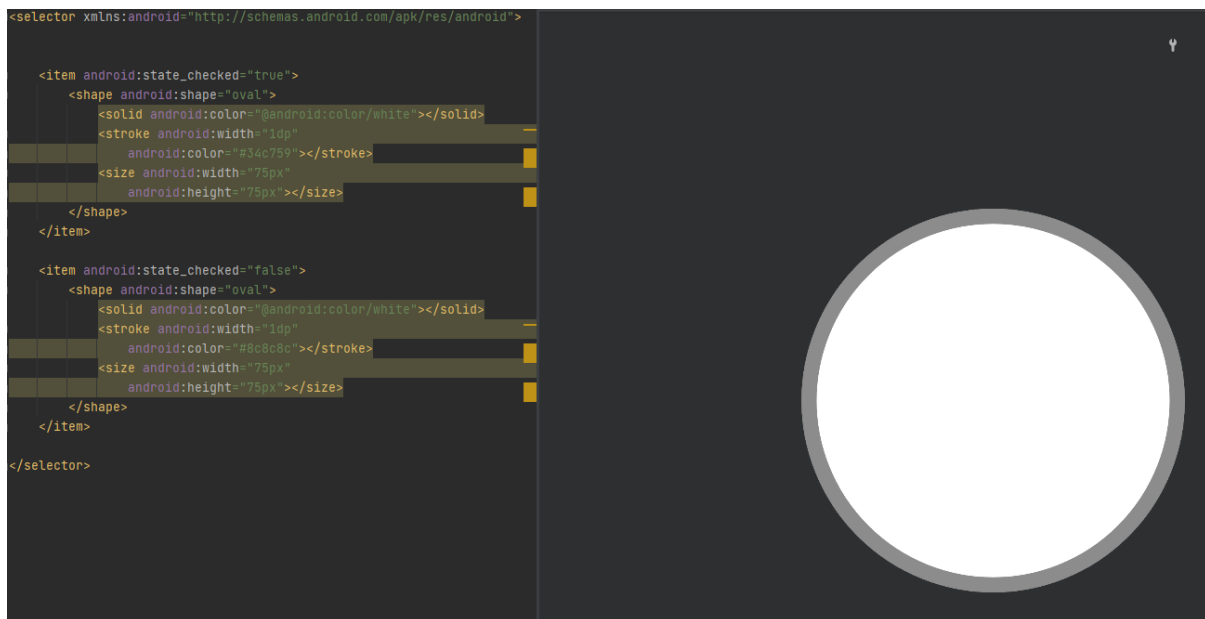 <selector xmlns:android="http://schemas.android.com/apk/res/android">
<item android:state_checked="true">
<shape android:shape="oval">
<solid android:color="@android:color/white"></solid>
<stroke android:width="1dp"
android:color="#34c759"></stroke>
<size android:width="75px"
android:height="75px"></size>
</shape>
</item>
<item android:state_checked="false">
<shape android:shape="oval">
<solid android:color="@android:color/white"></solid>
<stroke android:width="1dp"
android:color="#8c8c8c"></stroke>
<size android:width="75px"
android:height="75px"></size>
</shape>
</item>
</selector>